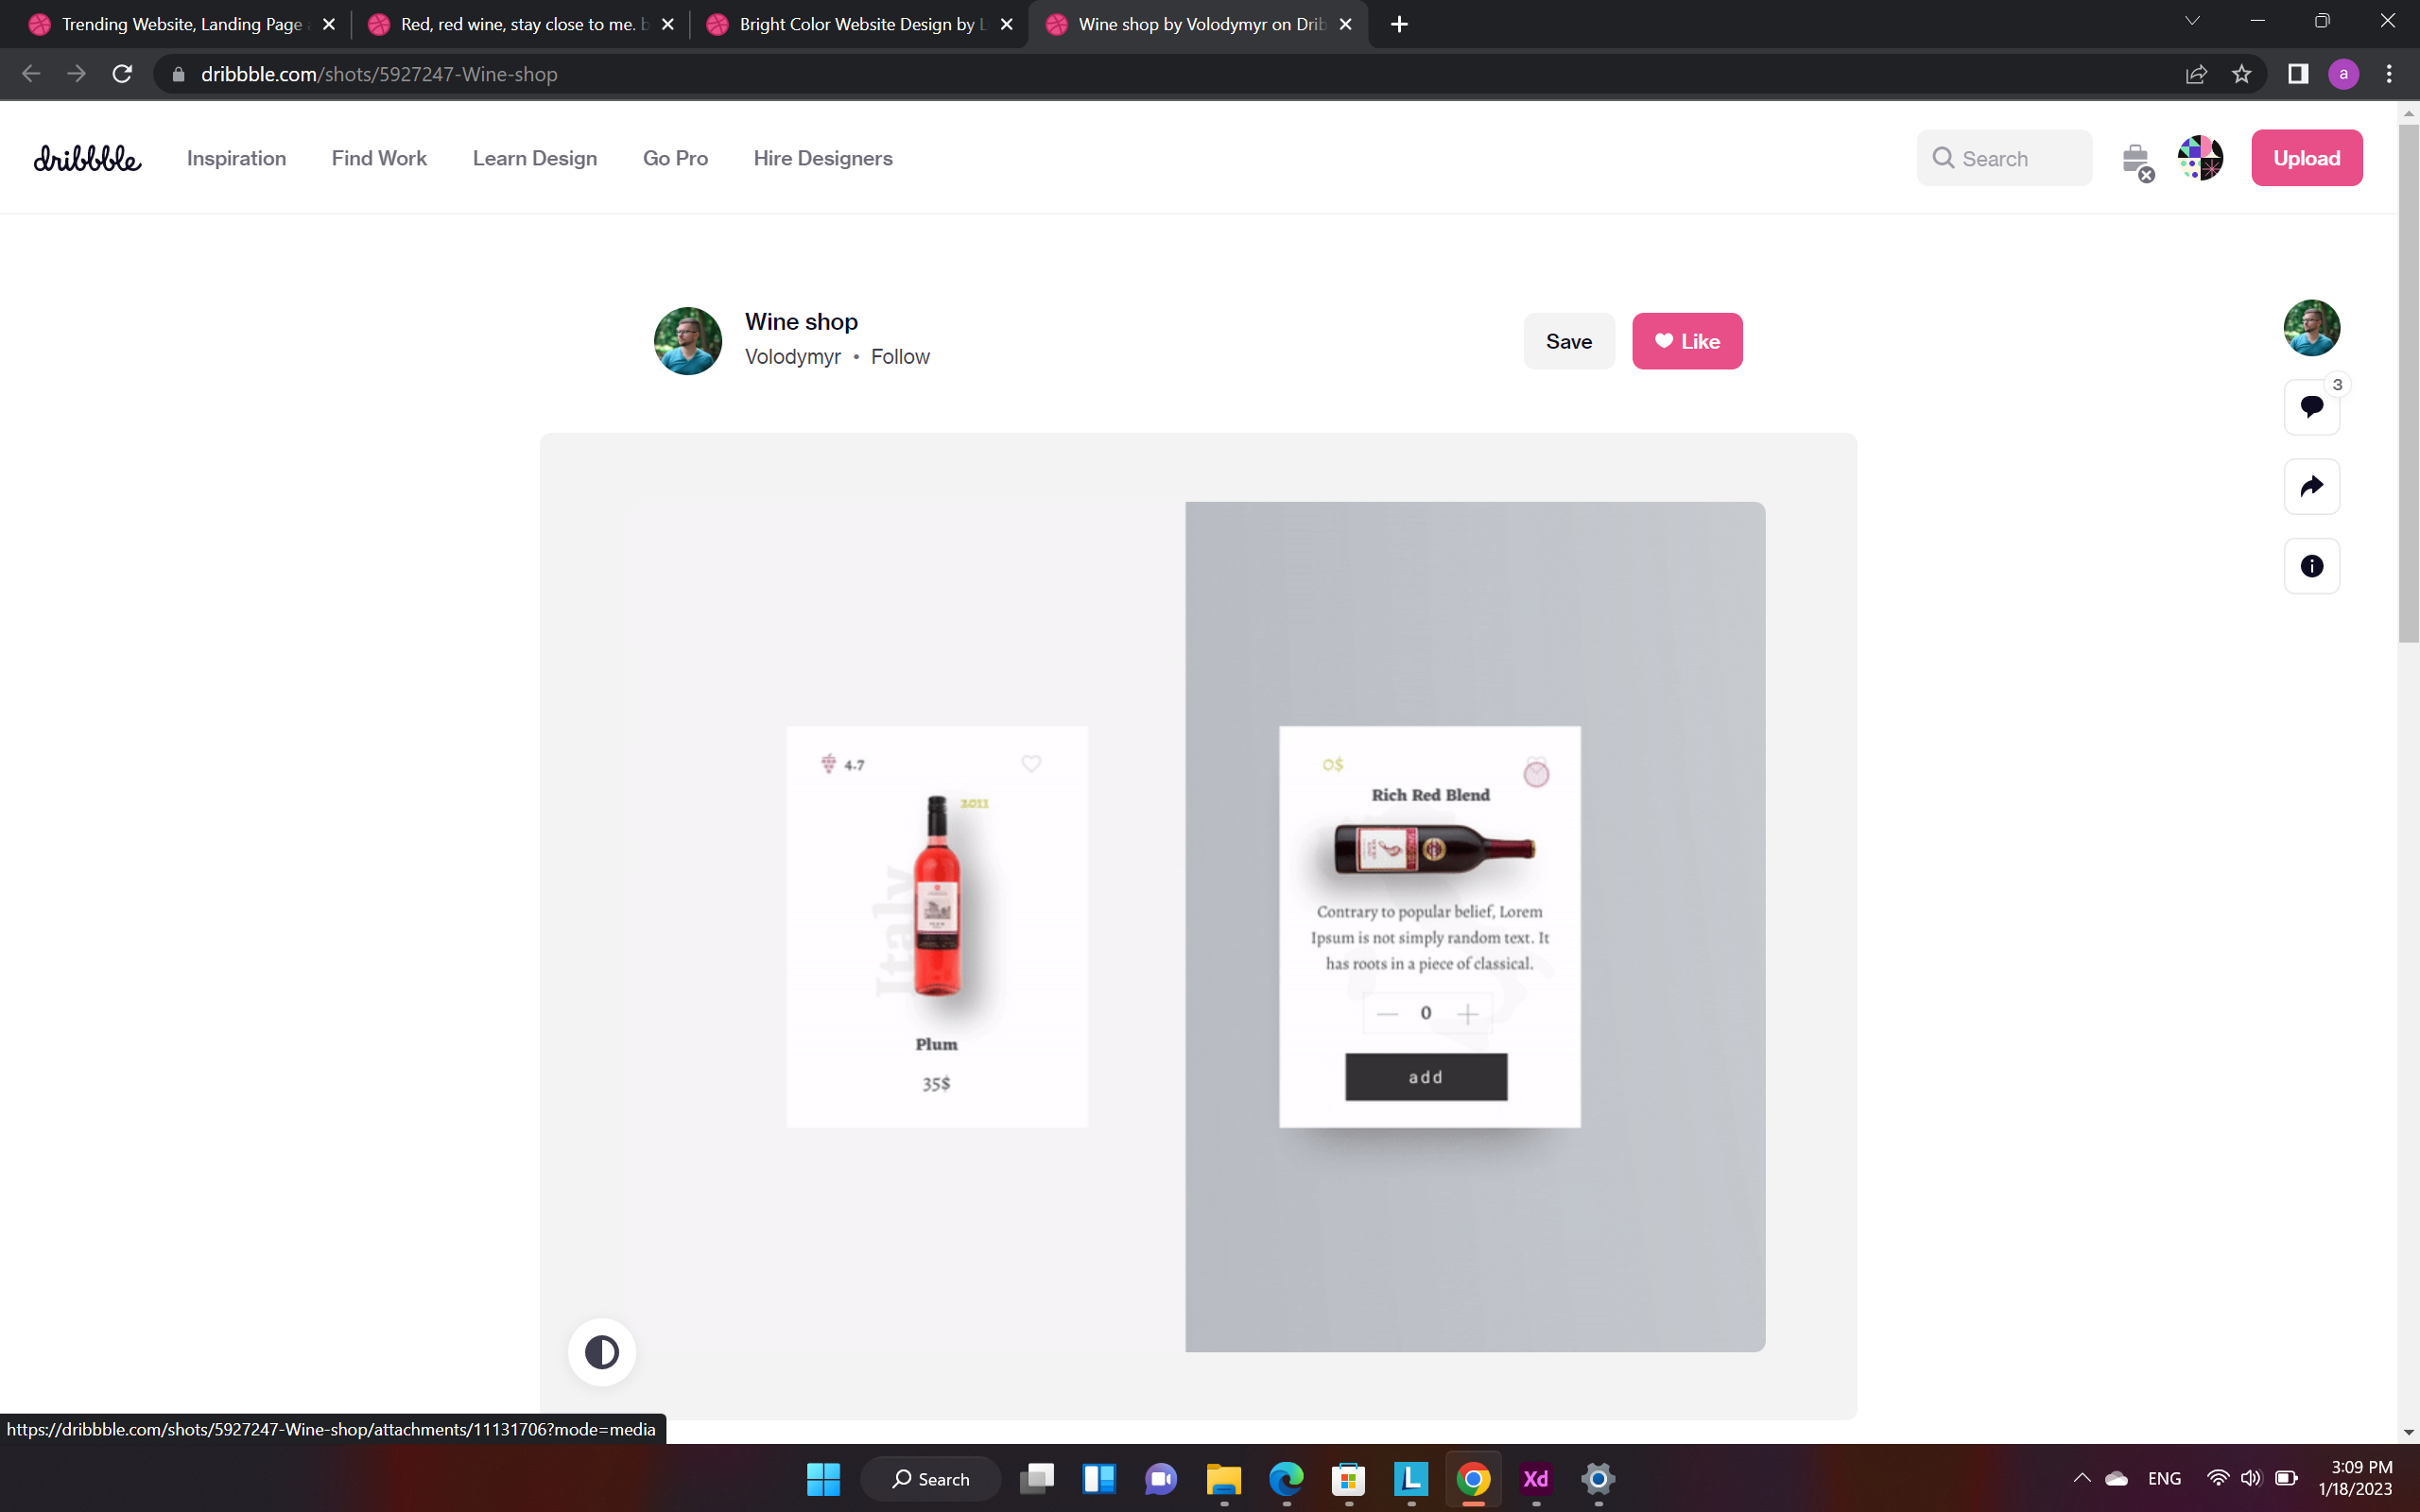 Trending Website, Landing Page
Red, red wine, stay close to me.
Bright Color Website Design by
Wine shop by Volodymyr on Drib
dribbble.com/shots/5927247-Wine-shop
a
dribbble
Inspiration
Find Work
Learn Design
Go Pro
Hire Designers
Search
Upload
Wine shop
Volodymyr • Follow
Save
Like
3
4.7
2011
Italy
Plum
35$
0$
Rich Red Blend
Contrary to popular belief, Lorem
Ipsum is not simply random text. It
has roots in a piece of classical.
0
add
https://dribbble.com/shots/5927247-Wine-shop/attachments/11131706?mode=media
Search
L
Xd
ENG
3:09 PM
1/18/2023